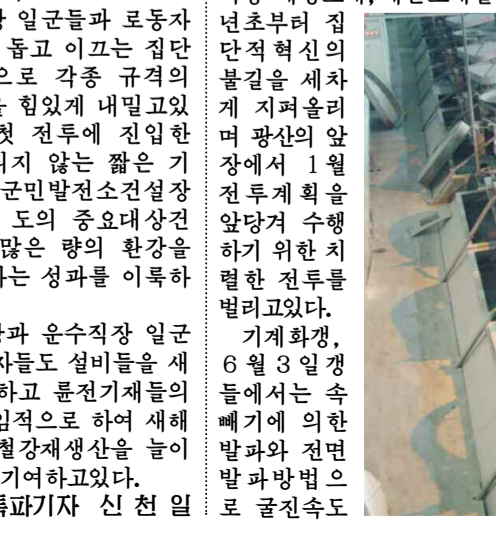 일군들과 로동자
돕고 이끄는 집단
으로 각종 규격의
힘있게 내밀고있
첫 전투에 진입한
되지 않는 짧은 기
군민발전소건설장
도의 중요대상건
많은 량의 환강을
하는 성과를 이룩하
운수직장 일군
자들도 설비들을 새
하고 륜전기재들의
책임적으로 하여 새해
철강재생산을 늘이
기여하고있다.
특파기자 신 천 일
년초부터 집
단적혁신의
불길을 세차
게 지펴올리
며 광산의 앞
장에서 1월
전투계획을
앞당겨 수행
하기 위한 치
렬한 전투를
벌리고있다.
기계화갱,
6월3일갱
들에서는 속
빼기에 의한
발파와 전면
발파방법으
로 굴진속도